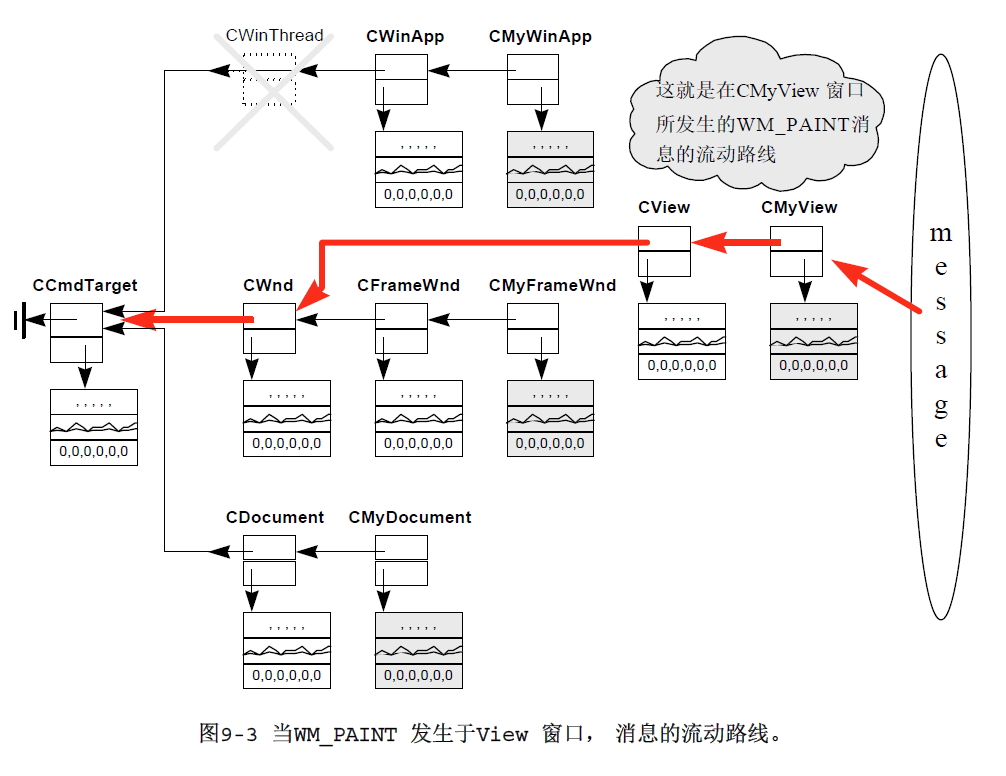 CWinThread
CWinApp
CMyWinApp
, , , , ,
, , , , ,
0,0,0,0,0,0
0,0,0,0,0,0
这就是在CMyView 窗口
所发生的WM_PAINT消
息的流动路线
CView
CMyView
, , , , ,
, , , , ,
0,0,0,0,0,0
0,0,0,0,0,0
message
CCmdTarget
CWnd
CFrameWnd
CMyFrameWnd
, , , , ,
, , , , ,
, , , , ,
, , , , ,
0,0,0,0,0,0
0,0,0,0,0,0
0,0,0,0,0,0
0,0,0,0,0,0
CDocument
CMyDocument
, , , , ,
, , , , ,
0,0,0,0,0,0
0,0,0,0,0,0
图9-3 当WM_PAINT 发生于View 窗口， 消息的流动路线。